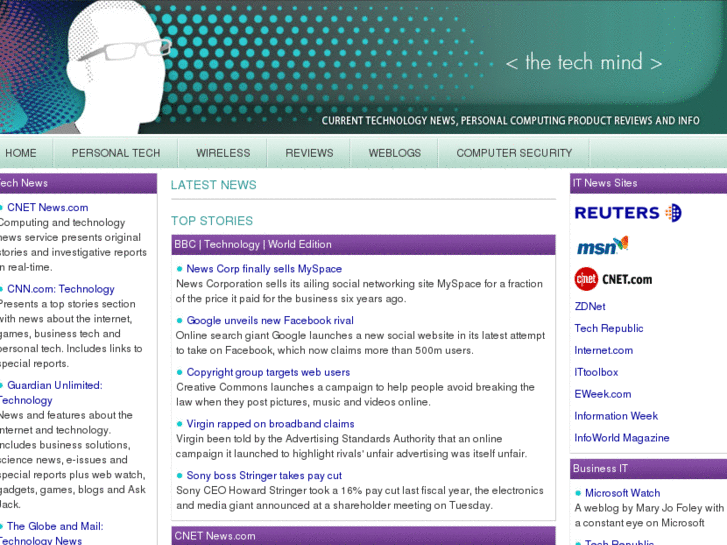 < the tech mind >
CURRENT TECHNOLOGY NEWS, PERSONAL COMPUTING PRODUCT REVIEWS AND INFO
HOME
PERSONAL TECH
WIRELESS
REVIEWS
WEBLOGS
COMPUTER SECURITY
Tech News
CNET News.com
Computing and technology
news service presents original
stories and investigative reports
in real-time.
CNN.com: Technology
Presents a top stories section
with news about the internet,
games, business tech and
personal tech. Includes links to
special reports.
Guardian Unlimited:
Technology
News and features about the
internet and technology.
Includes business solutions,
science news, e-issues and
special reports plus web watch,
gadgets, games, blogs and Ask
Jack.
The Globe and Mail:
Technology News
LATEST NEWS
TOP STORIES
BBC | Technology | World Edition
News Corp finally sells MySpace
News Corporation sells its ailing social networking site MySpace for a fraction
of the price it paid for the business six years ago.
Google unveils new Facebook rival
Online search giant Google launches a new social website in its latest attempt
to take on Facebook, which now claims more than 500m users.
Copyright group targets web users
Creative Commons launches a campaign to help people avoid breaking the
law when they post pictures, music and videos online.
Virgin rapped on broadband claims
Virgin been told by the Advertising Standards Authority that an online
campaign it launched to highlight rivals' unfair advertising was itself unfair.
Sony boss Stringer takes pay cut
Sony CEO Howard Stringer took a 16% pay cut last fiscal year, the electronics
and media giant announced at a shareholder meeting on Tuesday.
CNET News.com
IT News Sites
REUTERS
msn
c|net CNET.com
ZDNet
Tech Republic
Internet.com
ITtoolbox
EWeek.com
Information Week
InfoWorld Magazine
Business IT
Microsoft Watch
A weblog by Mary Jo Foley with
a constant eye on Microsoft
Tech Republic